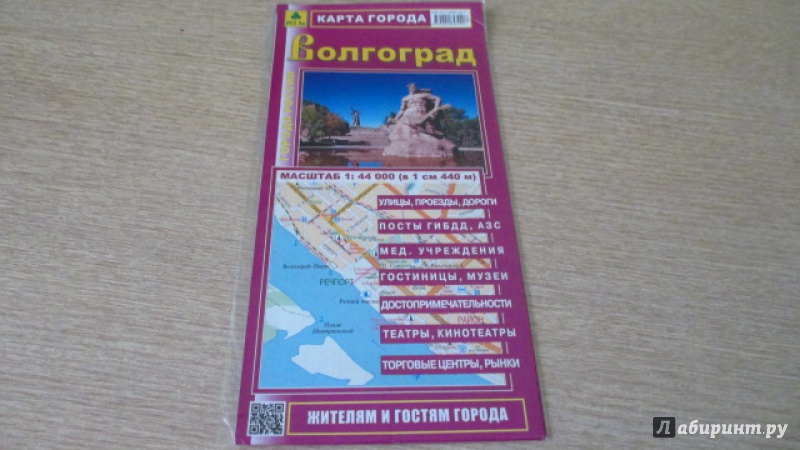 КАРТА ГОРОДА
Волгоград
МАСШТАБ 1: 44 000 (в 1 см 440 м)
УЛИЦЫ, ПРОЕЗДЫ, ДОРОГИ
ПОСТЫ ГИБДД, АЗС
МЕД. УЧРЕЖДЕНИЯ
ГОСТИНИЦЫ, МУЗЕИ
РЕЧПОРТ
ДОСТОПРИМЕЧАТЕЛЬНОСТИ
РАЙОН
ТЕАТРЫ, КИНОТЕАТРЫ
ТОРГОВЫЕ ЦЕНТРЫ, РЫНКИ
ЖИТЕЛЯМ И ГОСТЯМ ГОРОДА
Лабиринт.ру